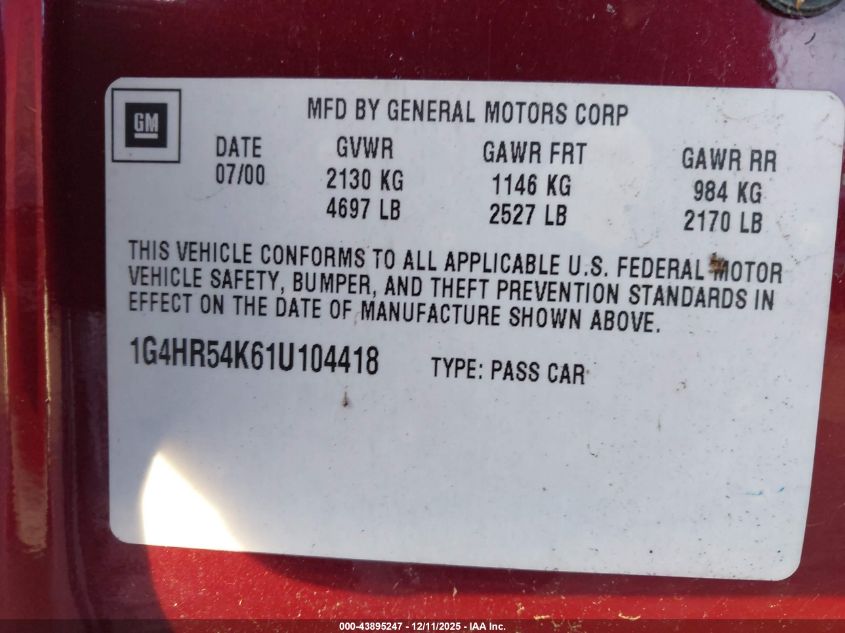 GM
MFD BY GENERAL MOTORS CORP
DATE GVWR GAWR FRT GAWR RR
07/00 2130 KG 1146 KG 984 KG
4697 LB 2527 LB 2170 LB
THIS VEHICLE CONFORMS TO ALL APPLICABLE U.S. FEDERAL MOTOR
VEHICLE SAFETY, BUMPER, AND THEFT PREVENTION STANDARDS IN
EFFECT ON THE DATE OF MANUFACTURE SHOWN ABOVE.
1G4HR54K61U104418 TYPE: PASS CAR
000-43895247 - 12/11/2025 - IAA Inc.